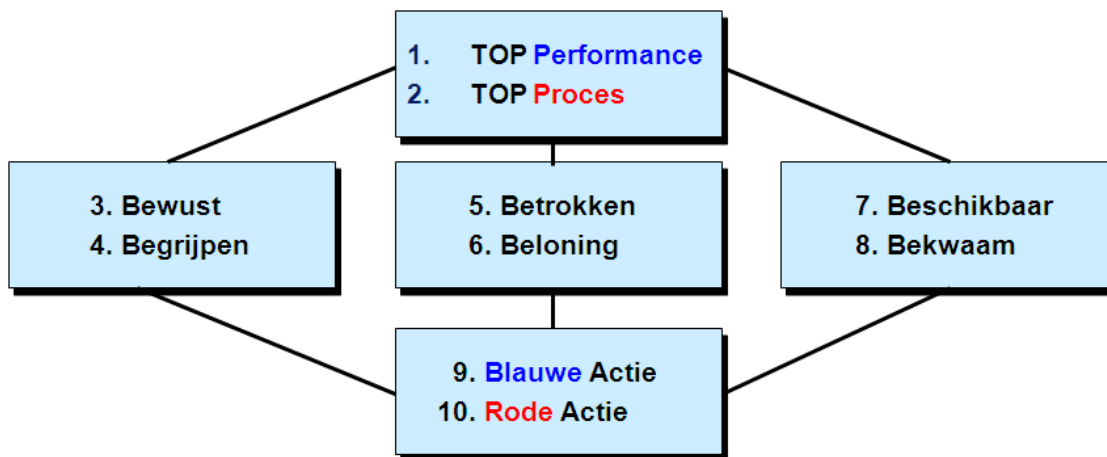 1. TOP Performance
2. TOP Proces
3. Bewust
4. Begrijpen
5. Betrokken
6. Beloning
7. Beschikbaar
8. Bekwaam
9. Blauwe Actie
10. Rode Actie